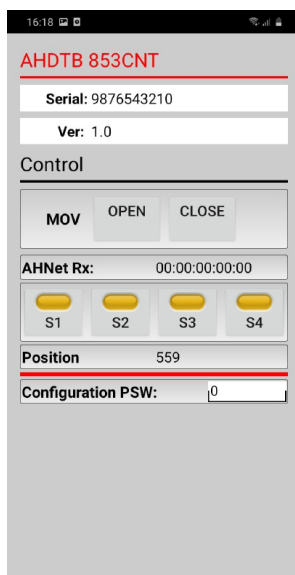 16:18
AHDTB 853CNT
Serial: 9876543210
Ver: 1.0
Control
MOV OPEN CLOSE
AHNet Rx: 00:00:00:00:00
S1 S2 S3 S4
Position 559
Configuration PSW: 0